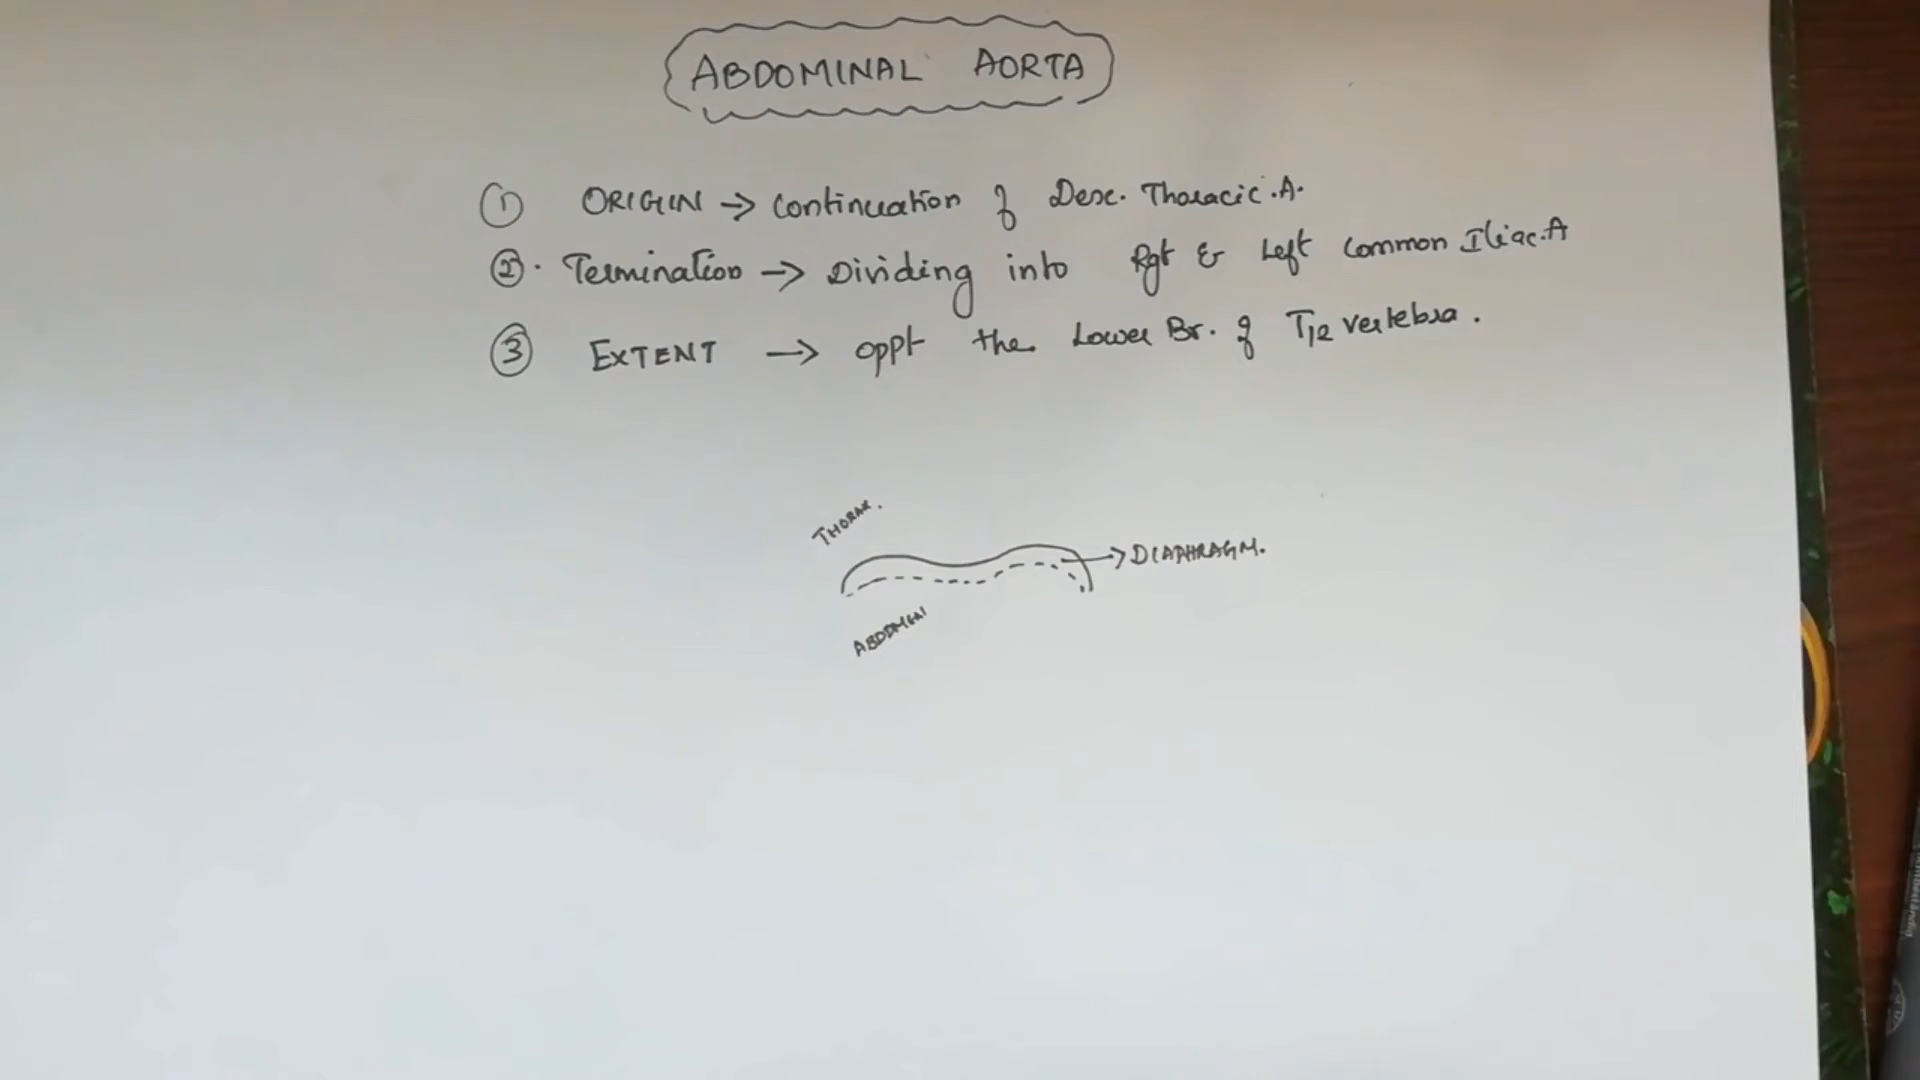 ABDOMINAL AORTA
① ORIGIN → Continuation of Desc. Thoracic.A.
②. Termination → Dividing into Rgt & Left Common Iliac.A
③ EXTENT → oppt the Lower Br. of T12 vertebra.
THORAX.
→DIAPHRAGM.
ABDOMEN